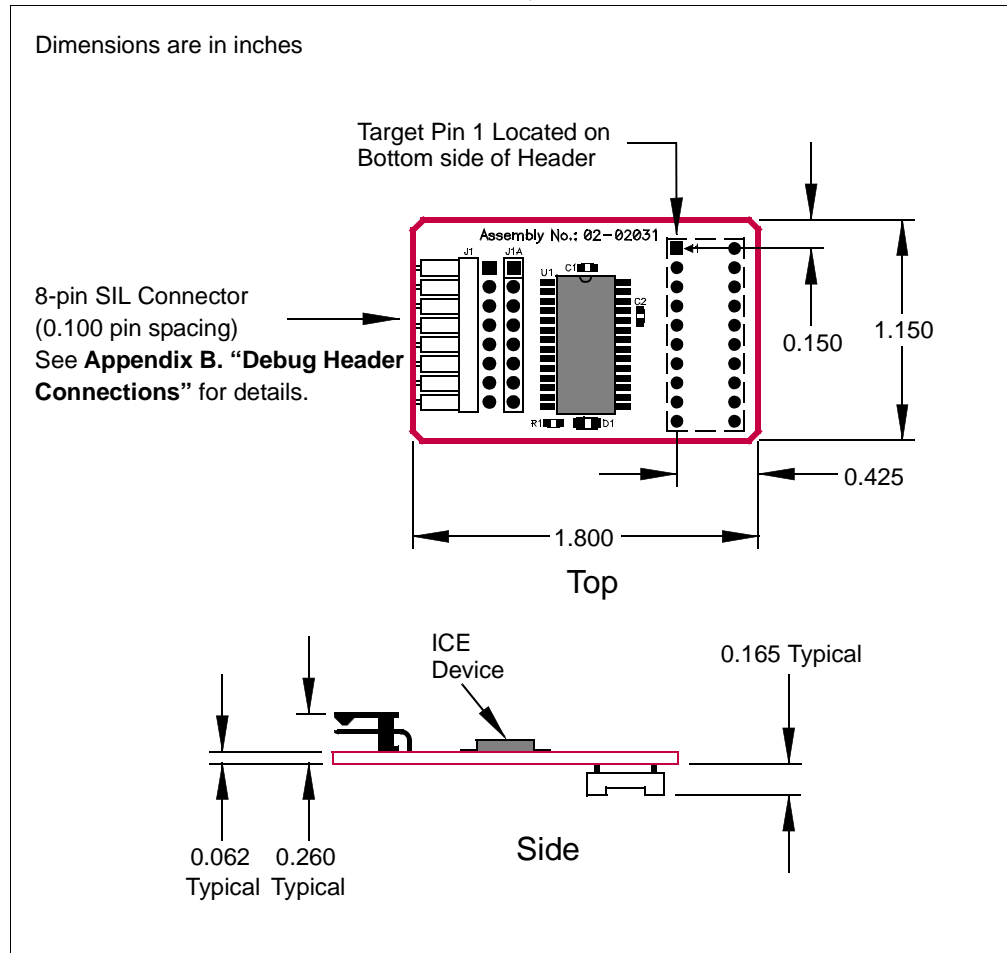 Dimensions are in inches
Target Pin 1 Located on
Bottom side of Header
Assembly No.: 02-02031
J1
J1A
C1
U1
C2
1
8-pin SIL Connector
(0.100 pin spacing)
See Appendix B. “Debug Header
Connections” for details.
0.150
1.150
R1
D1
0.425
1.800
Top
ICE
Device
0.165 Typical
Side
0.062
Typical
0.260
Typical